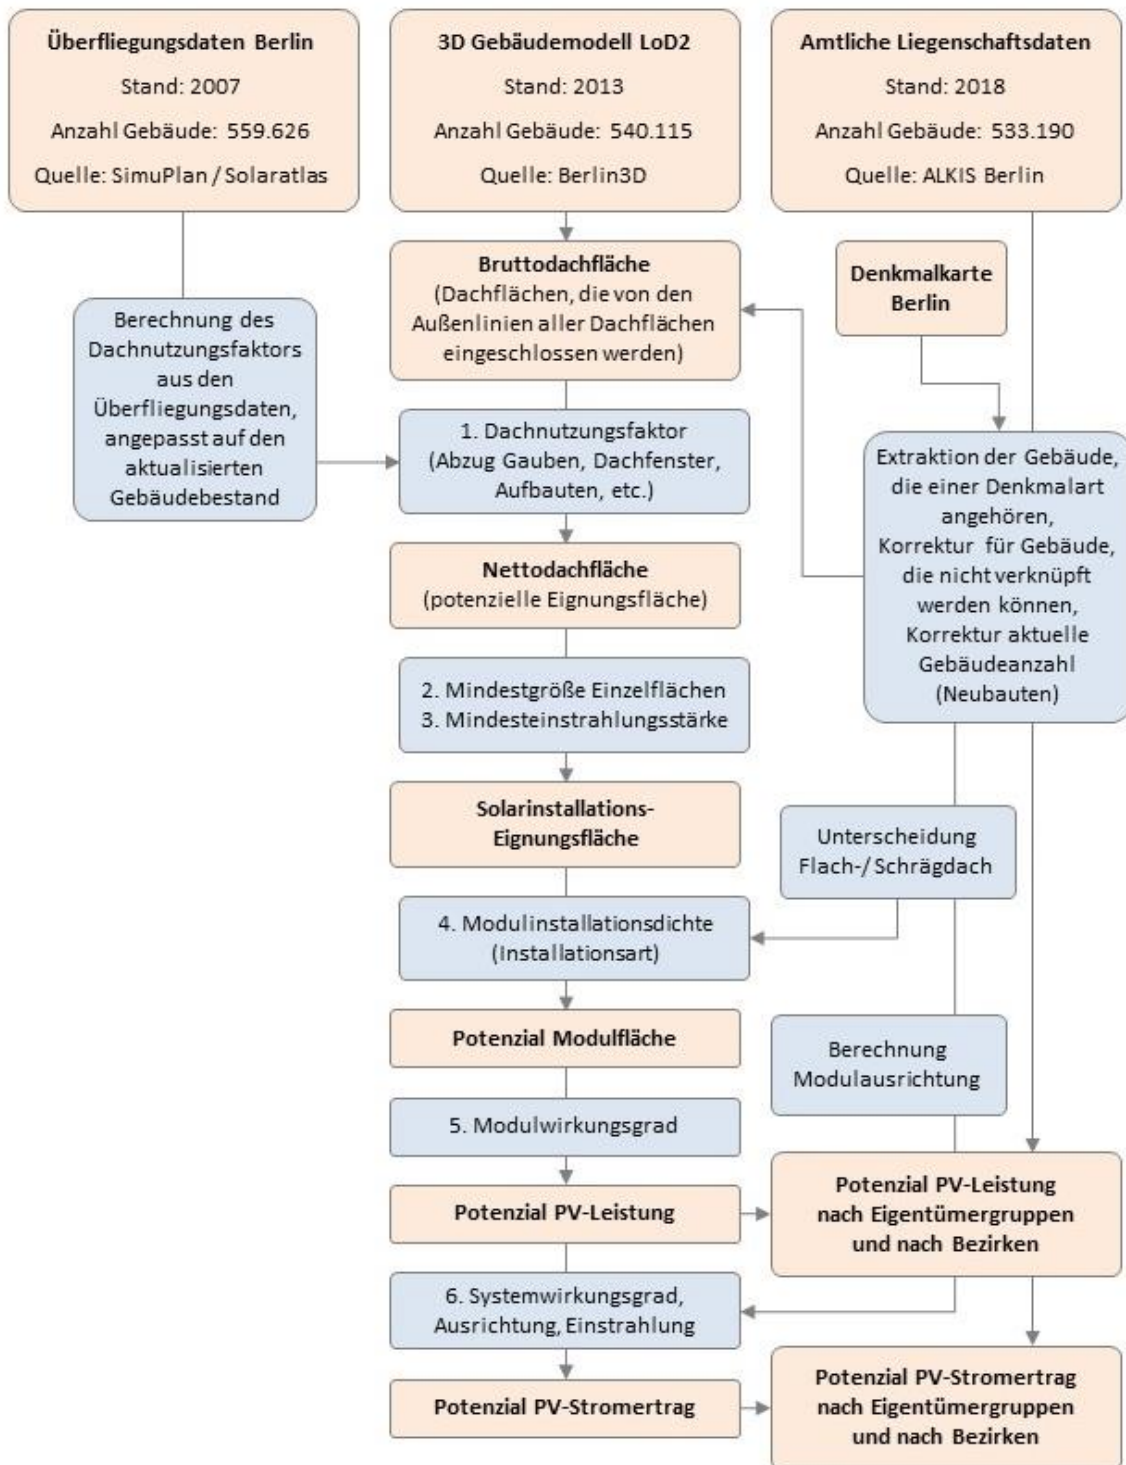 Überfliegungsdaten Berlin
Stand: 2007
Anzahl Gebäude: 559.626
Quelle: SimuPlan / Solaratlas
3D Gebäudemodell LoD2
Stand: 2013
Anzahl Gebäude: 540.115
Quelle: Berlin3D
Amtliche Liegenschaftsdaten
Stand: 2018
Anzahl Gebäude: 533.190
Quelle: ALKIS Berlin
Bruttodachfläche
(Dachflächen, die von den
Außenlinien aller Dachflächen
eingeschlossen werden)
Denkmalkarte
Berlin
Berechnung des
Dachnutzungsfaktors
aus den
Überfliegungsdaten,
angepasst auf den
aktualisierten
Gebäudebestand
1. Dachnutzungsfaktor
(Abzug Gauben, Dachfenster,
Aufbauten, etc.)
Extraktion der Gebäude,
die einer Denkmalart
angehören,
Korrektur für Gebäude,
die nicht verknüpft
werden können,
Korrektur aktuelle
Gebäudeanzahl
(Neubauten)
Nettodachfläche
(potenzielle Eignungsfläche)
2. Mindestgröße Einzelflächen
3. Mindesteinstrahlungsstärke
Solarinstallations-
Eignungsfläche
Unterscheidung
Flach-/ Schrägdach
4. Modulinstallationsdichte
(Installationsart)
Potenzial Modulfläche
Berechnung
Modulausrichtung
5. Modulwirkungsgrad
Potenzial PV-Leistung
Potenzial PV-Leistung
nach Eigentümergruppen
und nach Bezirken
6. Systemwirkungsgrad,
Ausrichtung, Einstrahlung
Potenzial PV-Stromertrag
Potenzial PV-Stromertrag
nach Eigentümergruppen
und nach Bezirken